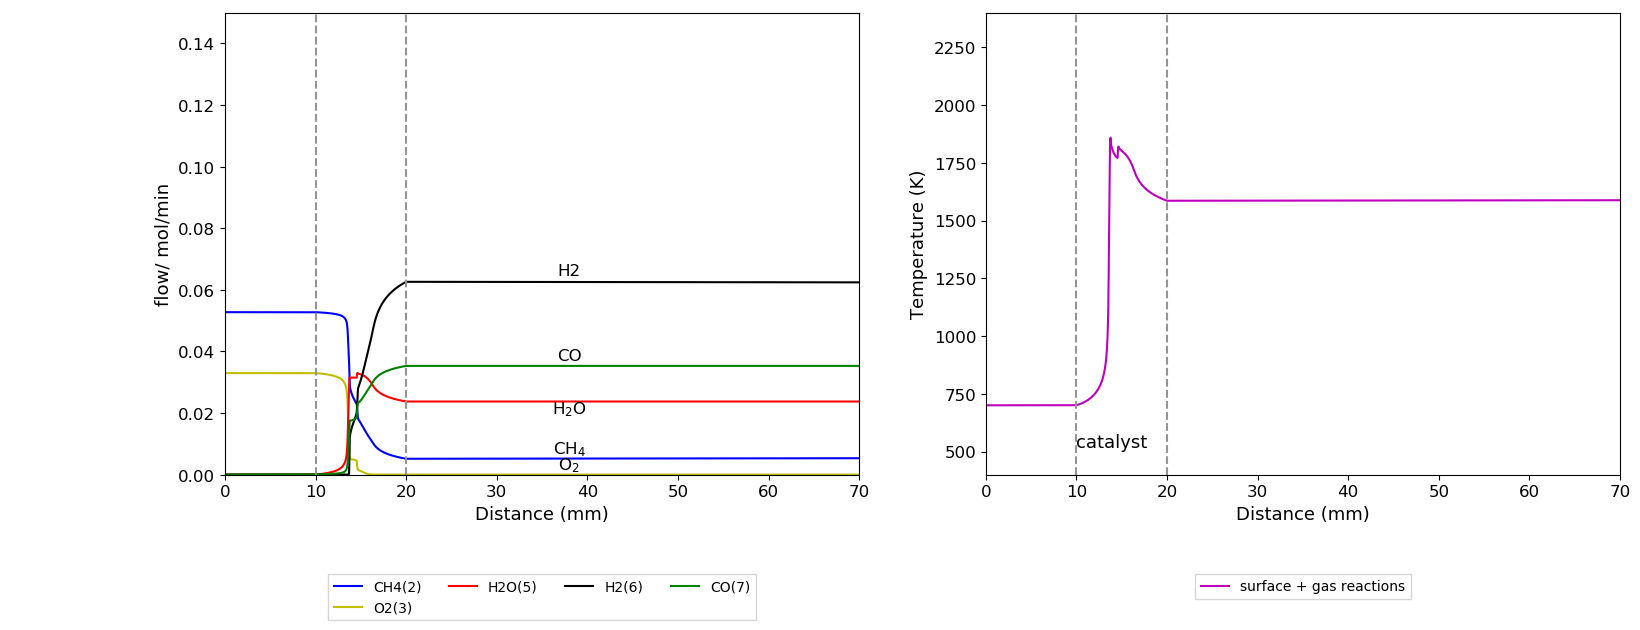 0.14
0.12
0.10
0.08
0.06
0.04
0.02
0.00
flow/ mol/min
H2
CO
H₂O
CH₄
O₂
0 10 20 30 40 50 60 70
Distance (mm)
CH4(2) H2O(5) H2(6) CO(7)
O2(3)
2250
2000
1750
1500
1250
1000
750
500
Temperature (K)
catalyst
0 10 20 30 40 50 60 70
Distance (mm)
surface + gas reactions